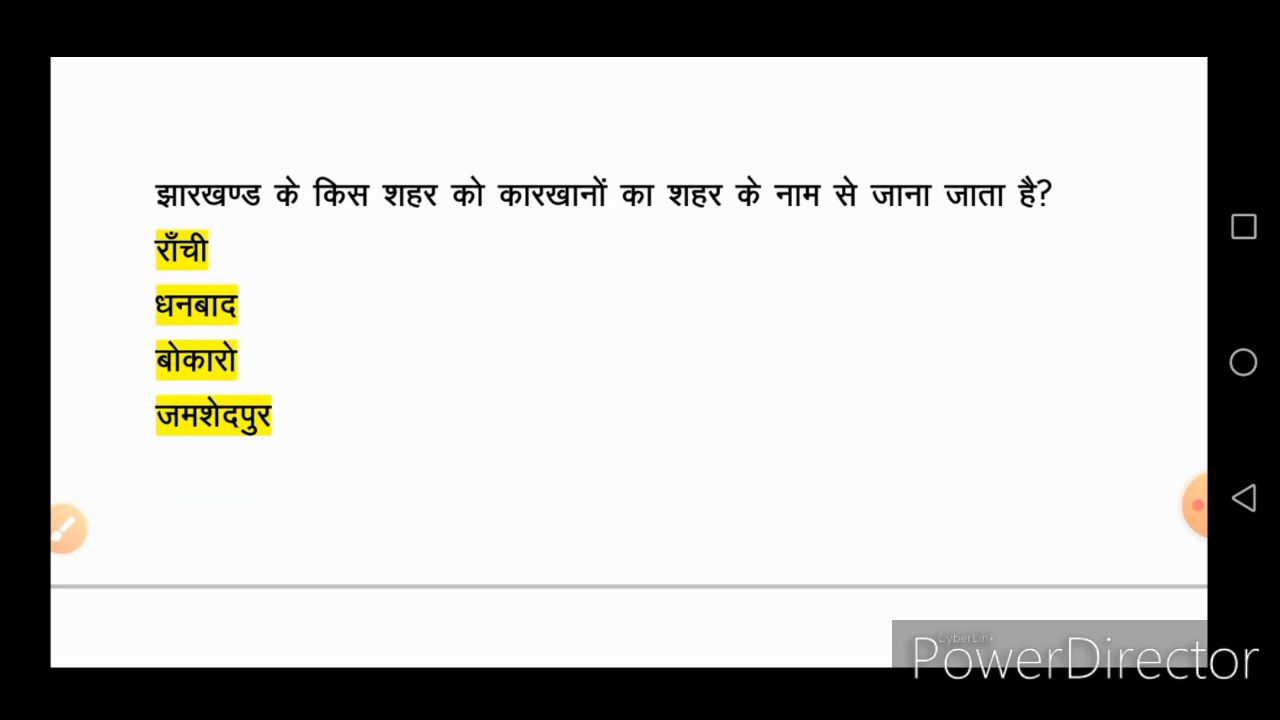 झारखण्ड के किस शहर को कारखानों का शहर के नाम से जाना जाता है?
राँची
धनबाद
बोकारो
जमशेदपुर
CyberLink
PowerDirector